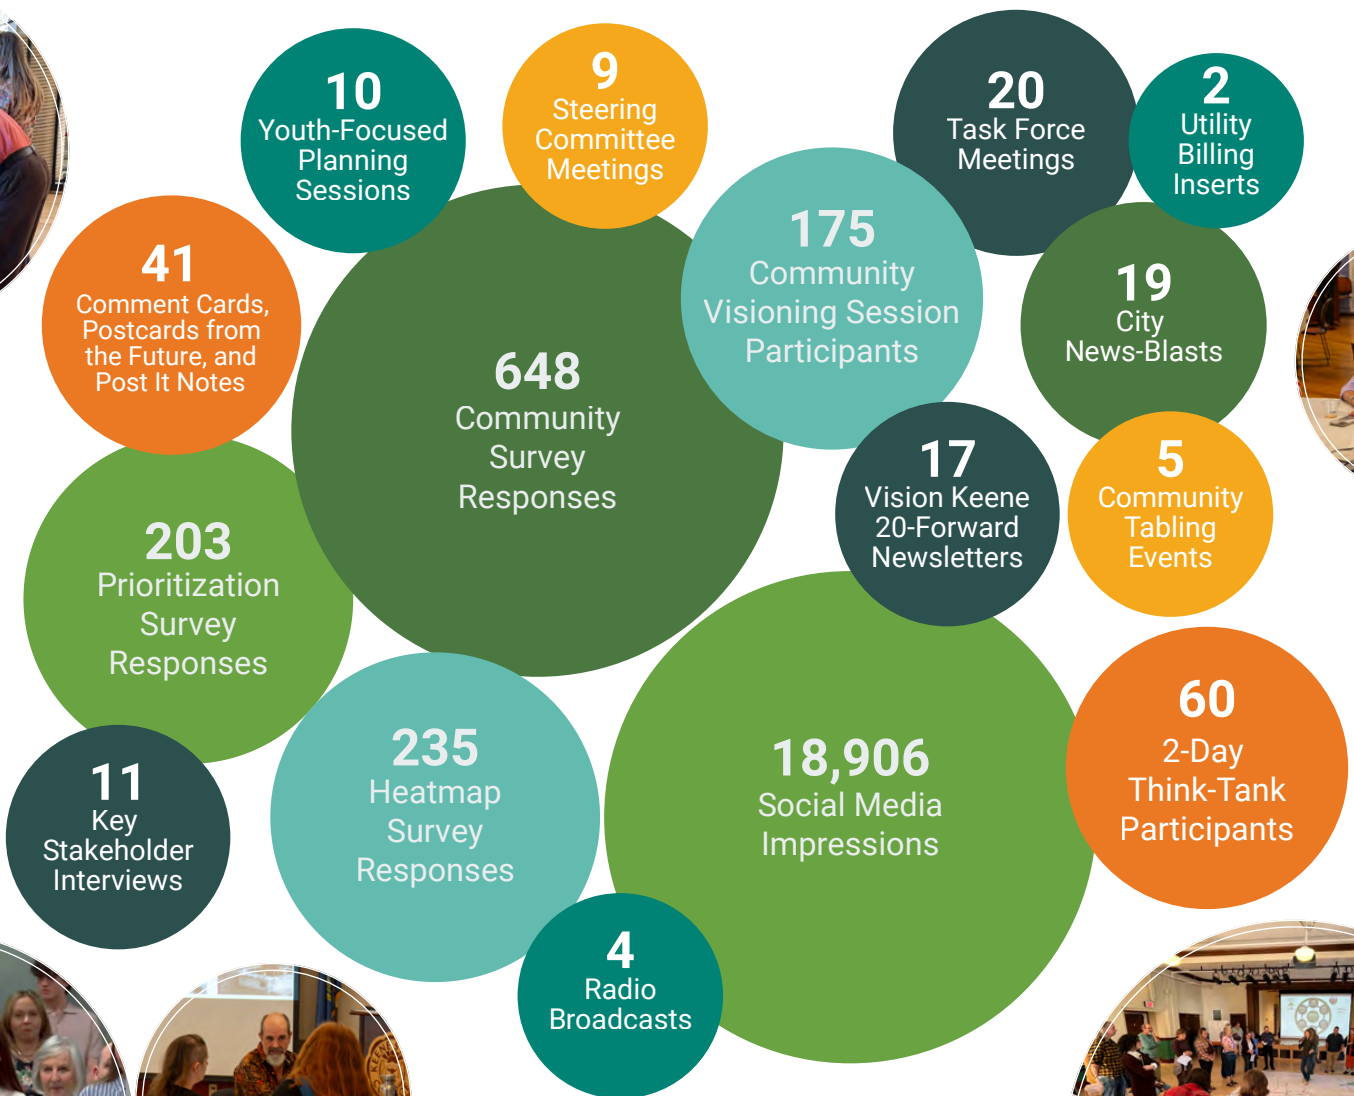 10
Youth-Focused
Planning
Sessions
9
Steering
Committee
Meetings
20
Task Force
Meetings
2
Utility
Billing
Inserts
41
Comment Cards,
Postcards from
the Future, and
Post It Notes
648
Community
Survey
Responses
175
Community
Visioning Session
Participants
19
City
News-Blasts
17
Vision Keene
20-Forward
Newsletters
5
Community
Tabling
Events
203
Prioritization
Survey
Responses
11
Key
Stakeholder
Interviews
235
Heatmap
Survey
Responses
18,906
Social Media
Impressions
60
2-Day
Think-Tank
Participants
4
Radio
Broadcasts